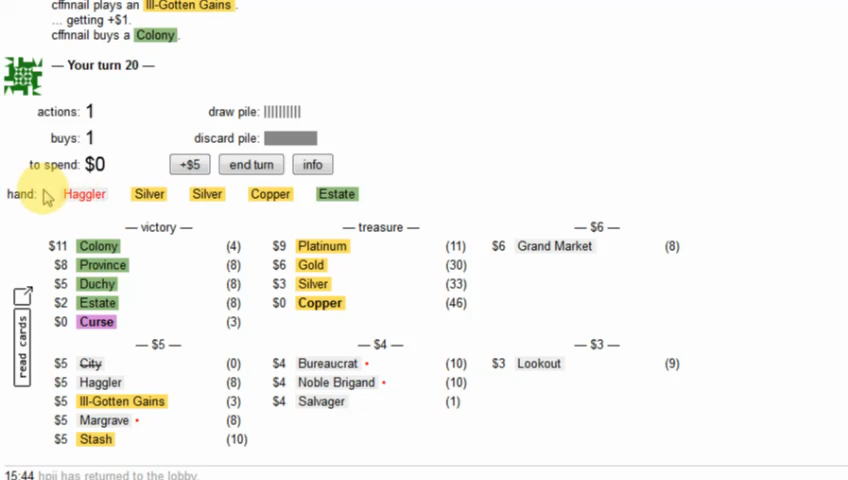 cffnnail plays an Ill-Gotten Gains.
... getting +$1.
cffnnail buys a Colony.
— Your turn 20 —
actions: 1 draw pile:
buys: 1 discard pile:
to spend: $0 +$5 end turn info
hand: Haggler Silver Silver Copper Estate
— victory — — treasure — — $6 —
$11 Colony (4) $9 Platinum (11) $6 Grand Market (8)
$8 Province (8) $6 Gold (30)
$5 Duchy (8) $3 Silver (33)
$2 Estate (8) $0 Copper (46)
$0 Curse (3)
read cards
— $5 — — $4 — — $3 —
$5 City (0) $4 Bureaucrat • (10) $3 Lookout (9)
$5 Haggler (8) $4 Noble Brigand • (10)
$5 Ill-Gotten Gains (3) $4 Salvager (1)
$5 Margrave • (8)
$5 Stash (10)
15:44 hpii has returned to the lobby.